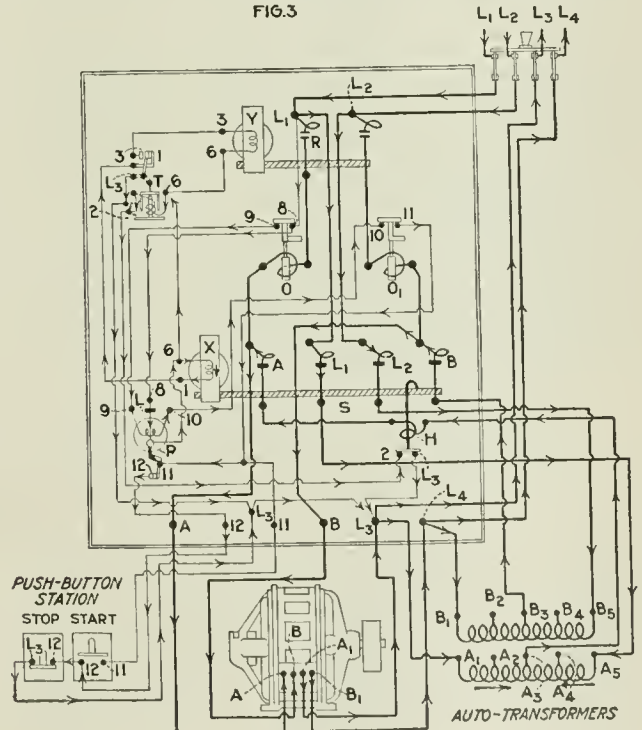 FIG.3
L1 L2 L3 L4
L2
L1
Y
3
3 1
6
R
L3 T 6
2
9 8
10 11
O
O1
X
6
1
A L1 L2 B
8
9 L 10
S
H
R
2 L3
12
11
A 12 L3 11 B L3 L4
PUSH-BUTTON
STATION
STOP START
L3 12
12 11
B A1
A B1
B1 B2 B3 B4 B5
A1 A2 A3 A4 A5
AUTO-TRANSFORMERS